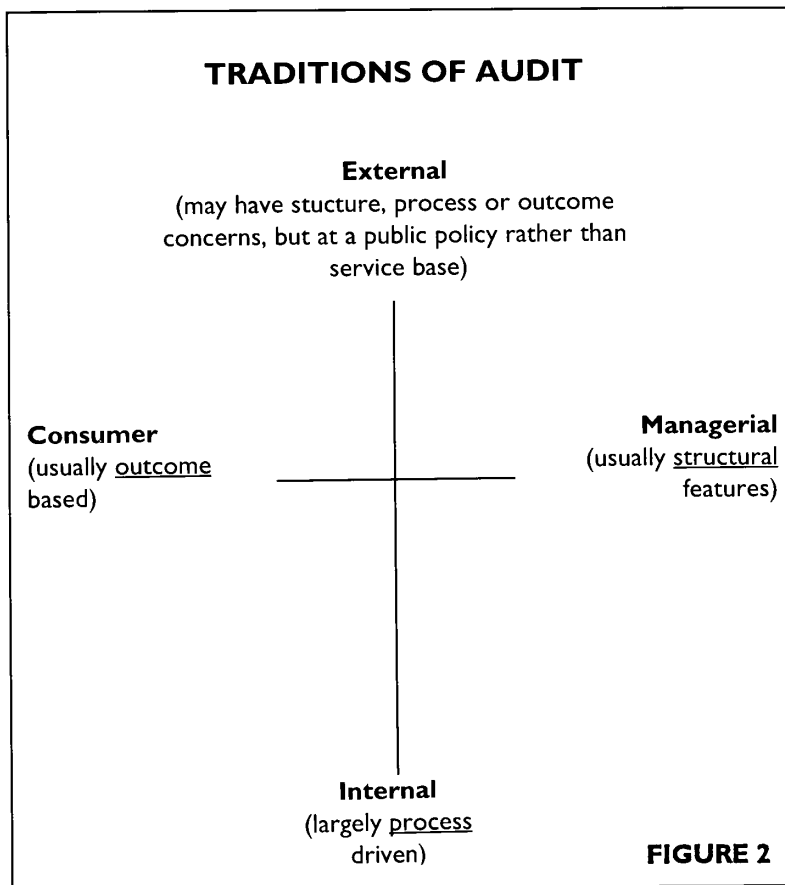 TRADITIONS OF AUDIT
External
(may have stucture, process or outcome
concerns, but at a public policy rather than
service base)
Consumer
(usually outcome
based)
Managerial
(usually structural
features)
Internal
(largely process
driven)
FIGURE 2